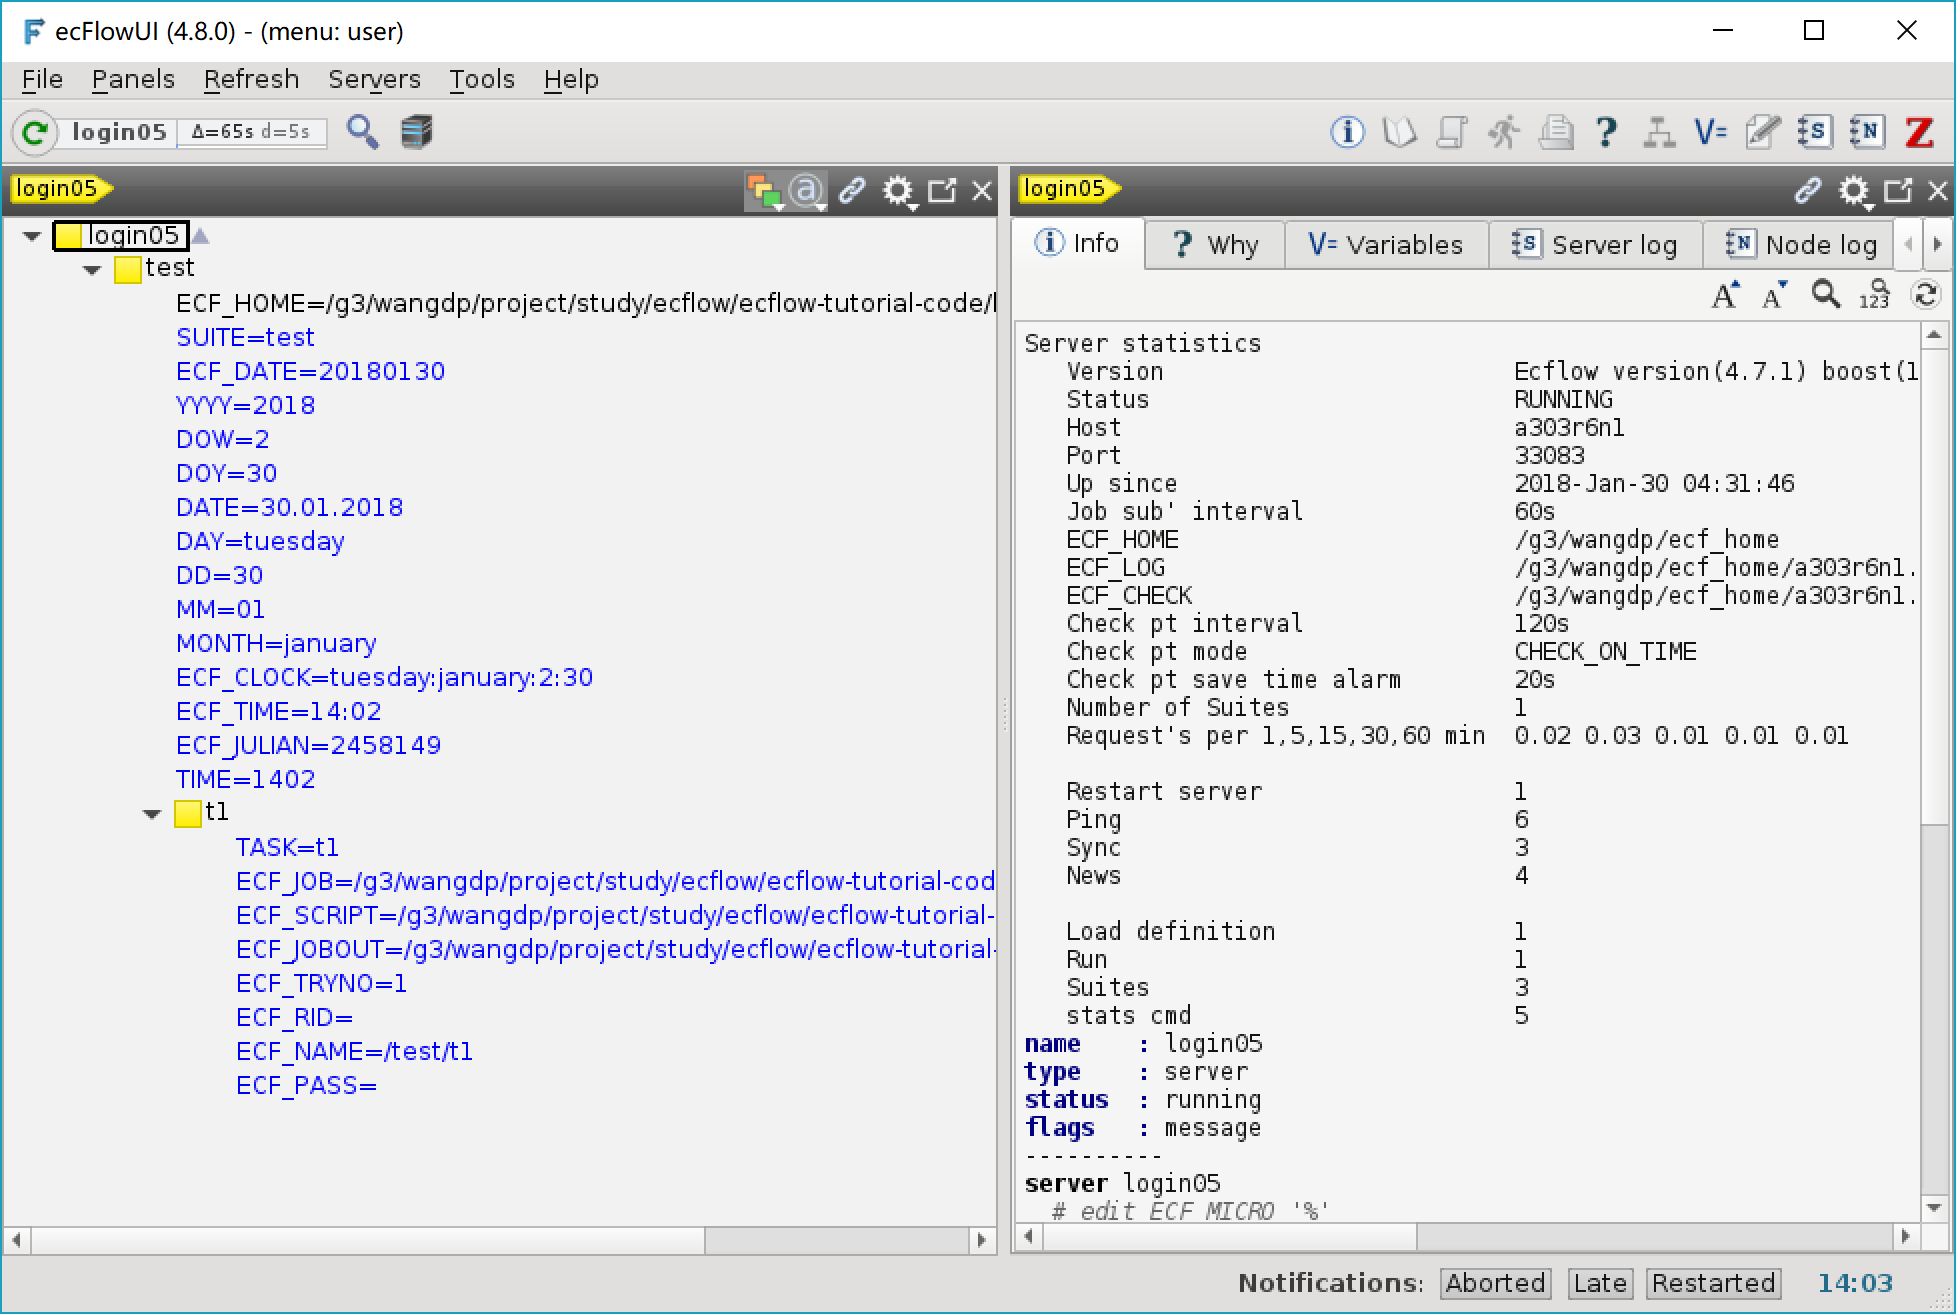 ecFlowUI (4.8.0) - (menu: user)
File Panels Refresh Servers Tools Help
login05 Δ=65s d=5s
login05
login05
test
ECF_HOME=/g3/wangdp/project/study/ecflow/ecflow-tutorial-code/
SUITE=test
ECF_DATE=20180130
YYYY=2018
DOW=2
DOY=30
DATE=30.01.2018
DAY=tuesday
DD=30
MM=01
MONTH=january
ECF_CLOCK=tuesday:january:2:30
ECF_TIME=14:02
ECF_JULIAN=2458149
TIME=1402
t1
TASK=t1
ECF_JOB=/g3/wangdp/project/study/ecflow/ecflow-tutorial-cod
ECF_SCRIPT=/g3/wangdp/project/study/ecflow/ecflow-tutorial-
ECF_JOBOUT=/g3/wangdp/project/study/ecflow/ecflow-tutorial-
ECF_TRYNO=1
ECF_RID=
ECF_NAME=/test/t1
ECF_PASS=
login05
Info ? Why V= Variables S Server log N Node log
A A 123
Server statistics
Version Ecflow version(4.7.1) boost(1
Status RUNNING
Host a303r6n1
Port 33083
Up since 2018-Jan-30 04:31:46
Job sub' interval 60s
ECF_HOME /g3/wangdp/ecf_home
ECF_LOG /g3/wangdp/ecf_home/a303r6n1.
ECF_CHECK /g3/wangdp/ecf_home/a303r6n1.
Check pt interval 120s
Check pt mode CHECK_ON_TIME
Check pt save time alarm 20s
Number of Suites 1
Request's per 1,5,15,30,60 min 0.02 0.03 0.01 0.01 0.01
Restart server 1
Ping 6
Sync 3
News 4
Load definition 1
Run 1
Suites 3
stats cmd 5
name : login05
type : server
status : running
flags : message
----------
server login05
# edit ECF_MICRO '%'
Notifications: Aborted Late Restarted 14:03